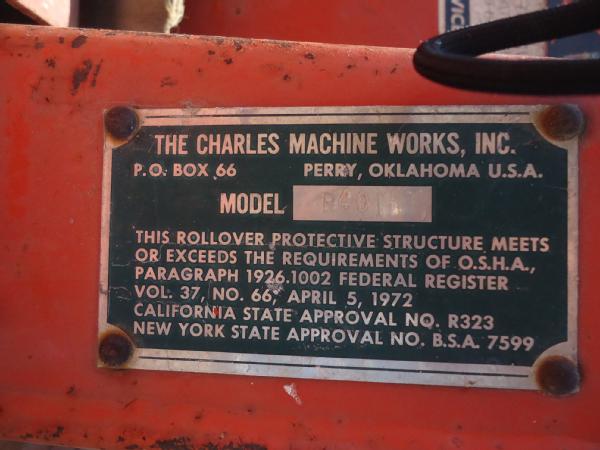 THE CHARLES MACHINE WORKS, INC.
P.O. BOX 66 PERRY, OKLAHOMA U.S.A.
MODEL
THIS ROLLOVER PROTECTIVE STRUCTURE MEETS
OR EXCEEDS THE REQUIREMENTS OF O.S.H.A.,
PARAGRAPH 1926.1002 FEDERAL REGISTER
VOL. 37, NO. 66, APRIL 5, 1972
CALIFORNIA STATE APPROVAL NO. R323
NEW YORK STATE APPROVAL NO. B.S.A. 7599